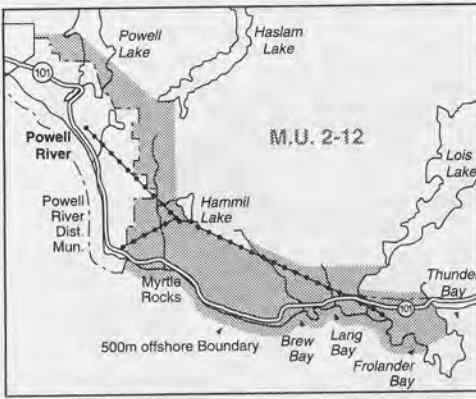 Powell
Lake
Haslam
Lake
101
M.U. 2-12
Powell
River
Lois
Lake
Powell
River
Dist.
Mun.
Hammil
Lake
Thunder
Bay
Myrtle
Rocks
101
500m offshore Boundary
Brew
Bay
Lang
Bay
Frolander
Bay